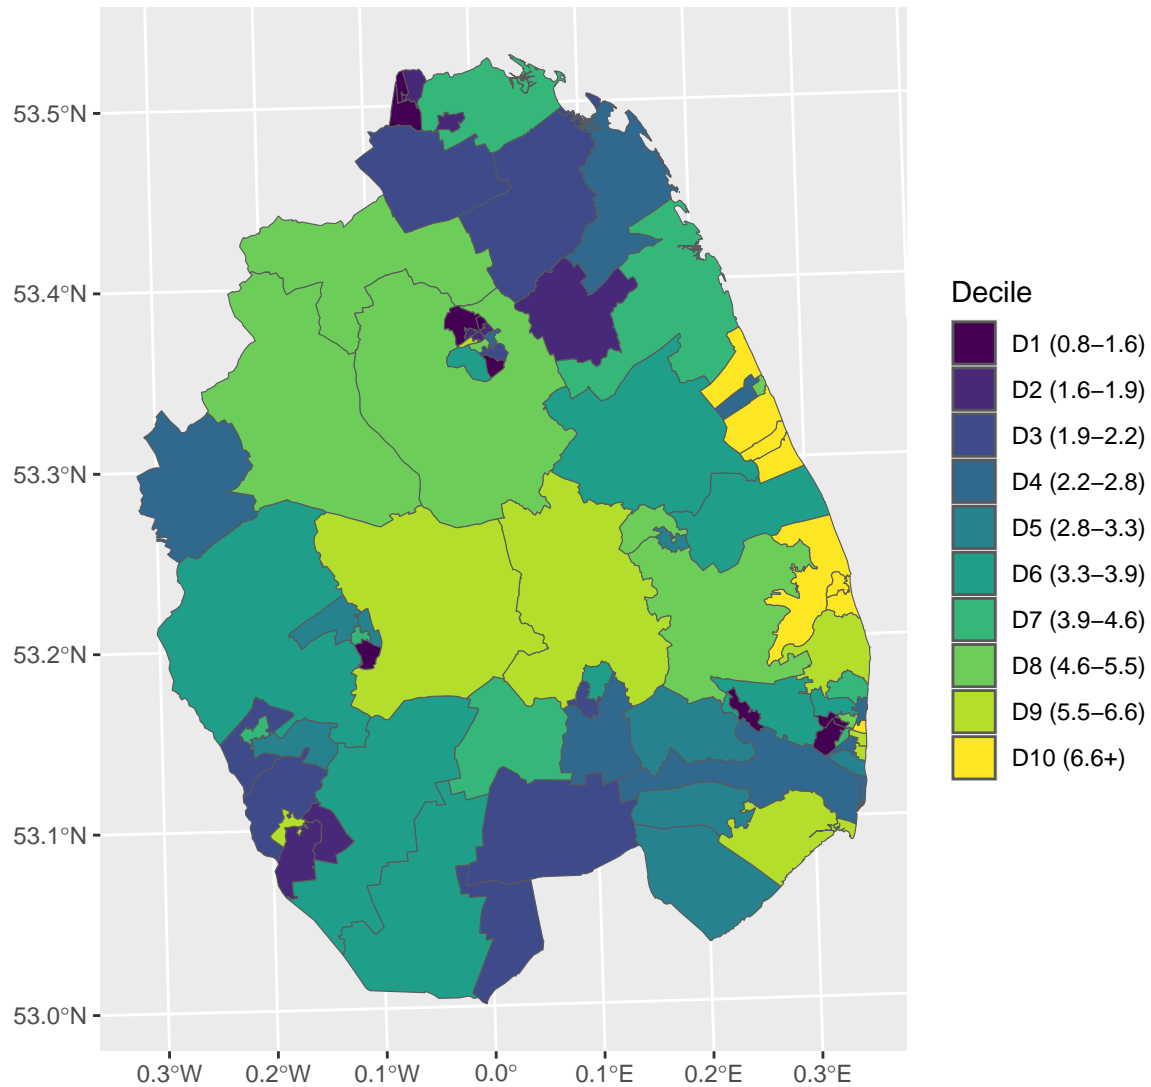 53.5°N
53.4°N
53.3°N
53.2°N
53.1°N
53.0°N
0.3°W 0.2°W 0.1°W 0.0° 0.1°E 0.2°E 0.3°E
Decile
D1 (0.8–1.6)
D2 (1.6–1.9)
D3 (1.9–2.2)
D4 (2.2–2.8)
D5 (2.8–3.3)
D6 (3.3–3.9)
D7 (3.9–4.6)
D8 (4.6–5.5)
D9 (5.5–6.6)
D10 (6.6+)